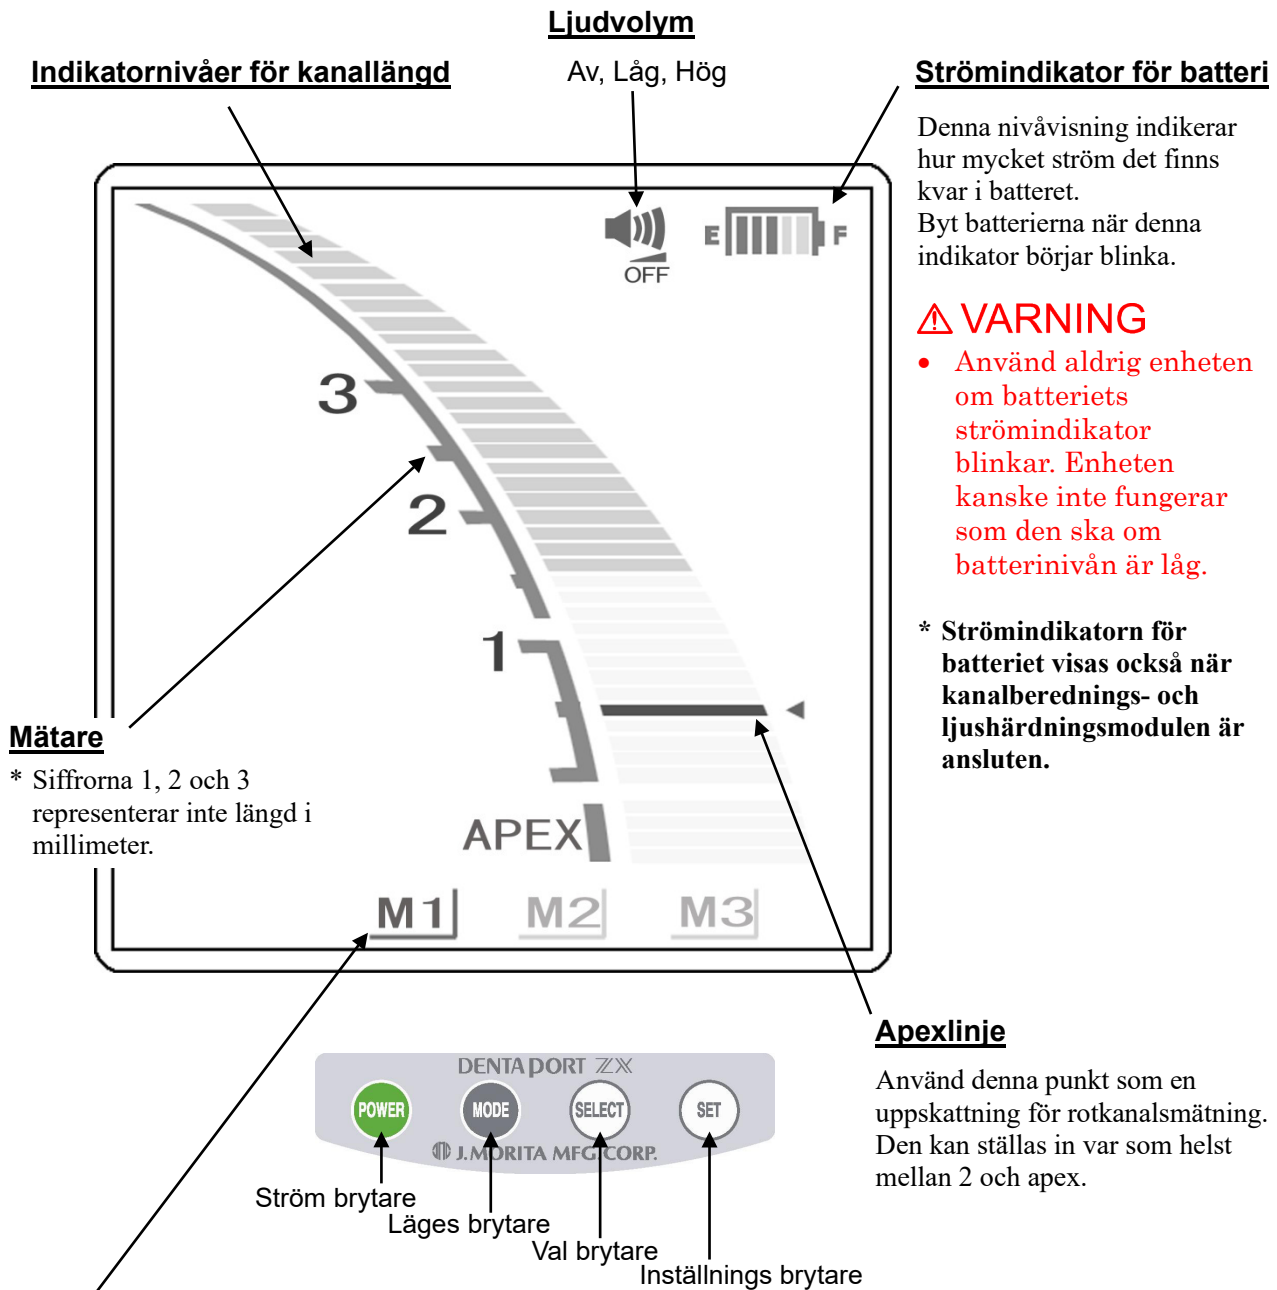 Ljudvolym
Av, Låg, Hög
Indikatornivåer för kanallängd
Strömindikator för batteri
Denna nivåvisning indikerar
hur mycket ström det finns
kvar i batteret.
Byt batterierna när denna
indikator börjar blinka.
⚠ VARNING
• Använd aldrig enheten
om batteriets
strömindikator
blinkar. Enheten
kanske inte fungerar
som den ska om
batterinivån är låg.
* Strömindikatorn för
batteriet visas också när
kanalberednings- och
ljushärdningsmodulen är
ansluten.
OFF
E F
3
2
1
APEX
M1 M2 M3
Mätare
* Siffrorna 1, 2 och 3
representerar inte längd i
millimeter.
Apexlinje
Använd denna punkt som en
uppskattning för rotkanalsmätning.
Den kan ställas in var som helst
mellan 2 och apex.
DENTA PORT ZX
POWER MODE SELECT SET
J. MORITA MFG. CORP.
Ström brytare
Läges brytare
Val brytare
Inställnings brytare